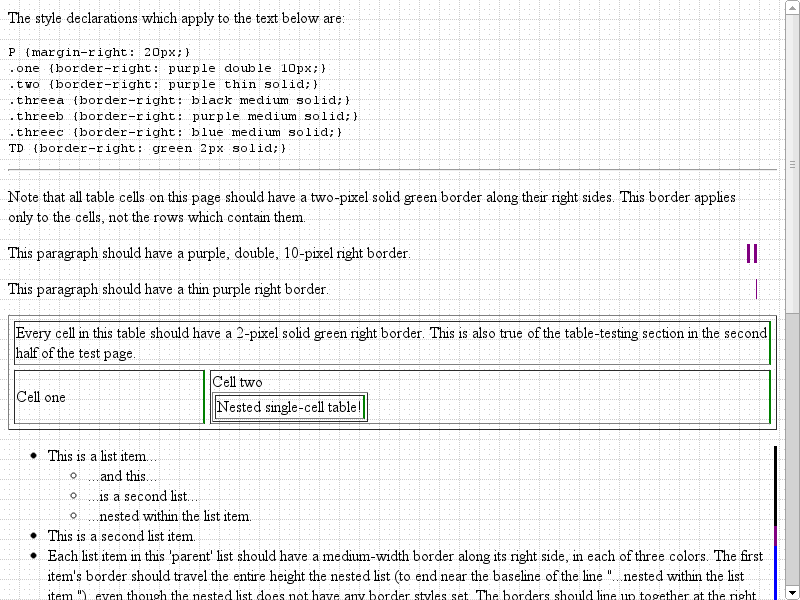 The style declarations which apply to the text below are:
P {margin-right: 20px;}
.one {border-right: purple double 10px;}
.two {border-right: purple thin solid;}
.threea {border-right: black medium solid;}
.threeb {border-right: purple medium solid;}
.threec {border-right: blue medium solid;}
TD {border-right: green 2px solid;}
Note that all table cells on this page should have a two-pixel solid green border along their right sides. This border applies
only to the cells, not the rows which contain them.
This paragraph should have a purple, double, 10-pixel right border.
This paragraph should have a thin purple right border.
Every cell in this table should have a 2-pixel solid green right border. This is also true of the table-testing section in the second
half of the test page.
Cell one
Cell two
Nested single-cell table!
This is a list item...
...and this...
...is a second list...
...nested within the list item.
This is a second list item.
Each list item in this 'parent' list should have a medium-width border along its right side, in each of three colors. The first
item's border should travel the entire height the nested list (to end near the baseline of the line "...nested within the list
item."), even though the nested list does not have any border styles set. The borders should line up together at the right